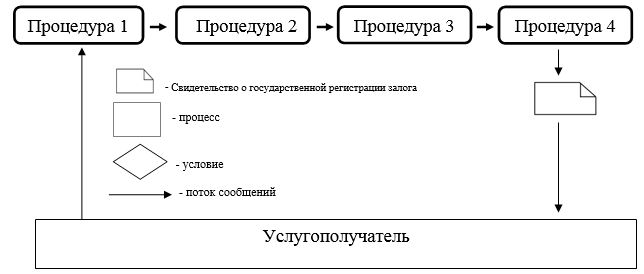 Процедура 1
Процедура 2
Процедура 3
Процедура 4
- Свидетельство о государственной регистрации залога
- процесс
- условие
- поток сообщений
Услугополучатель